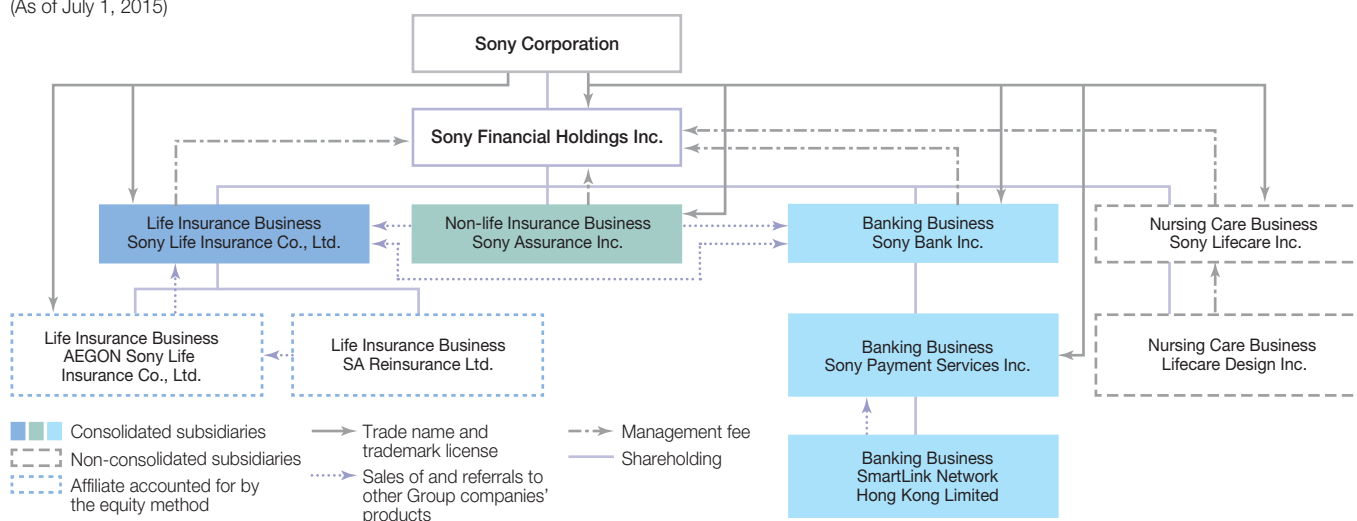 (As of July 1, 2015)
Sony Corporation
Sony Financial Holdings Inc.
Life Insurance Business
Sony Life Insurance Co., Ltd.
Non-life Insurance Business
Sony Assurance Inc.
Banking Business
Sony Bank Inc.
Nursing Care Business
Sony Lifecare Inc.
Life Insurance Business
AEGON Sony Life
Insurance Co., Ltd.
Life Insurance Business
SA Reinsurance Ltd.
Banking Business
Sony Payment Services Inc.
Nursing Care Business
Lifecare Design Inc.
Banking Business
SmartLink Network
Hong Kong Limited
Consolidated subsidiaries
Non-consolidated subsidiaries
Affiliate accounted for by
the equity method
Trade name and
trademark license
Sales of and referrals to
other Group companies'
products
Management fee
Shareholding